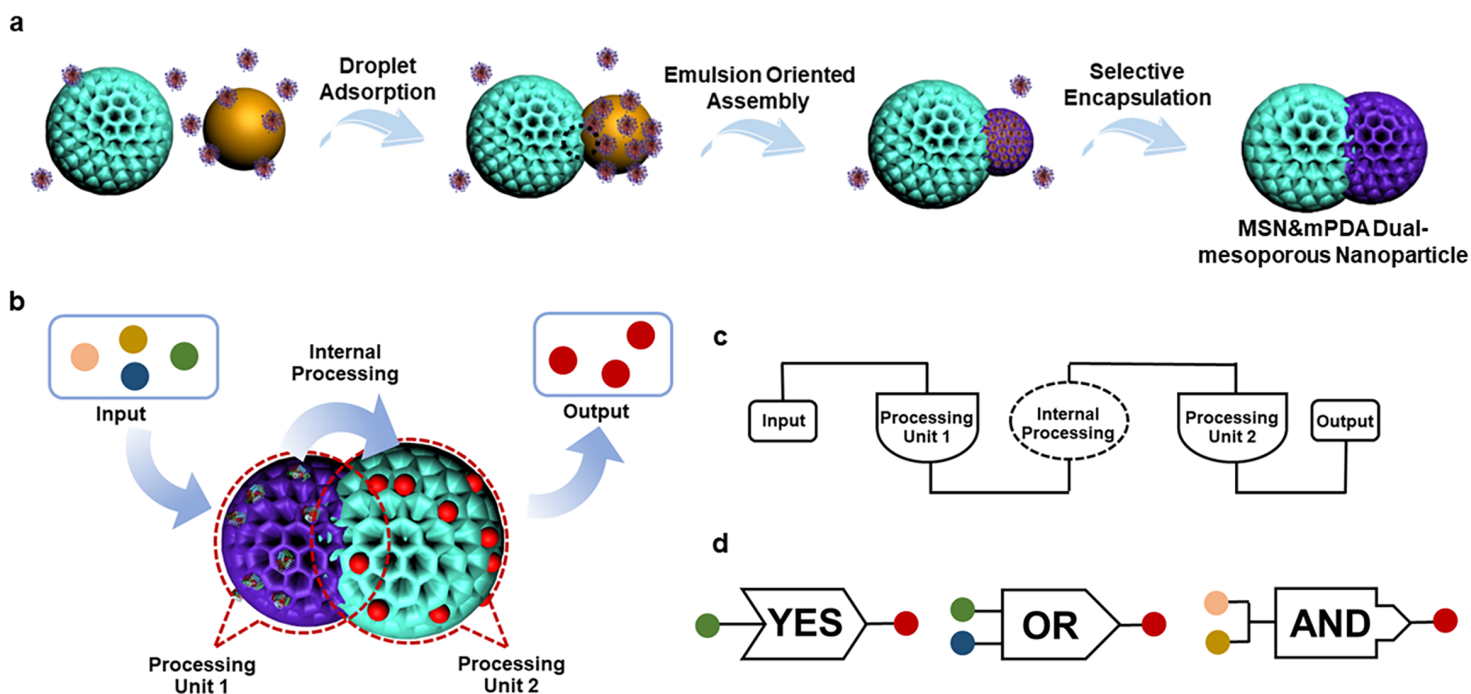 a
Droplet
Adsorption
Emulsion Oriented
Assembly
Selective
Encapsulation
MSN&mPDA Dual-
mesoporous Nanoparticle
b
Input
Internal
Processing
Output
Processing
Unit 1
Processing
Unit 2
c
Input
Processing
Unit 1
Internal
Processing
Processing
Unit 2
Output
d
YES
OR
AND